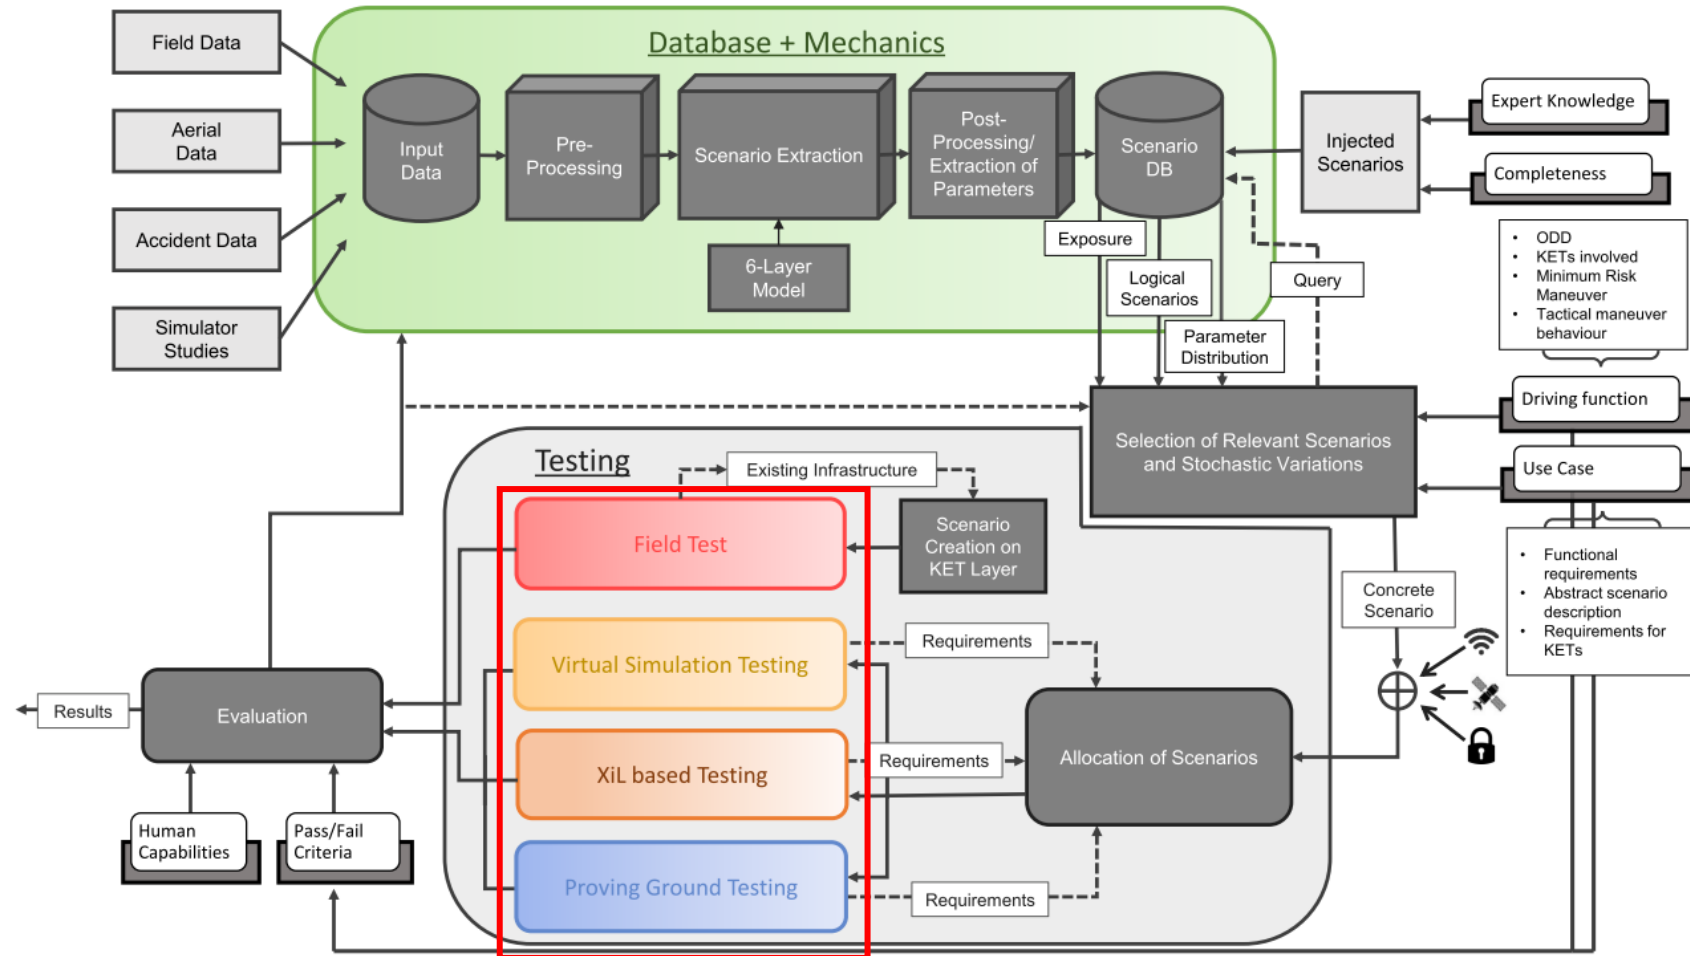 Field Data
Aerial
Data
Accident Data
Simulator
Studies
Database + Mechanics
Input
Data
Pre-
Processing
Scenario Extraction
Post-
Processing/
Extraction of
Parameters
Scenario
DB
6-Layer
Model
Injected
Scenarios
Expert Knowledge
Completeness
Exposure
Logical
Scenarios
Parameter
Distribution
Query
• ODD
• KETs involved
• Minimum Risk
Maneuver
• Tactical maneuver
behaviour
Driving function
Use Case
Selection of Relevant Scenarios
and Stochastic Variations
• Functional
requirements
• Abstract scenario
description
• Requirements for
KETs
Concrete
Scenario
Testing
Existing Infrastructure
Field Test
Scenario
Creation on
KET Layer
Virtual Simulation Testing
Requirements
XiL based Testing
Requirements
Allocation of Scenarios
Proving Ground Testing
Requirements
Results
Evaluation
Human
Capabilities
Pass/Fail
Criteria